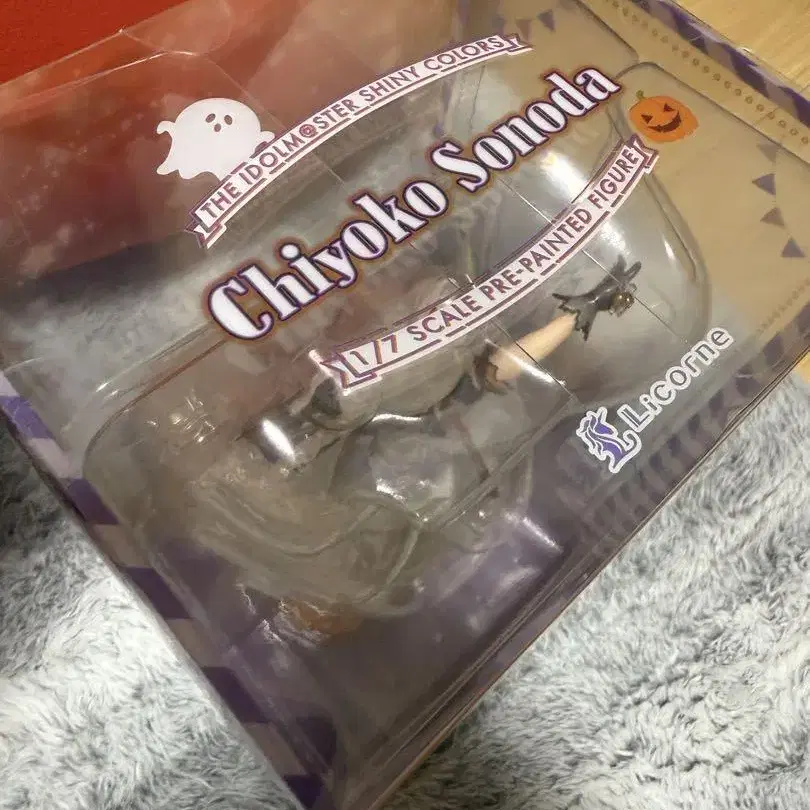 THE IDOLM@STER SHINY COLORS
Chiyoko Sonoda
1/7 SCALE PRE-PAINTED FIGURE
Licorne